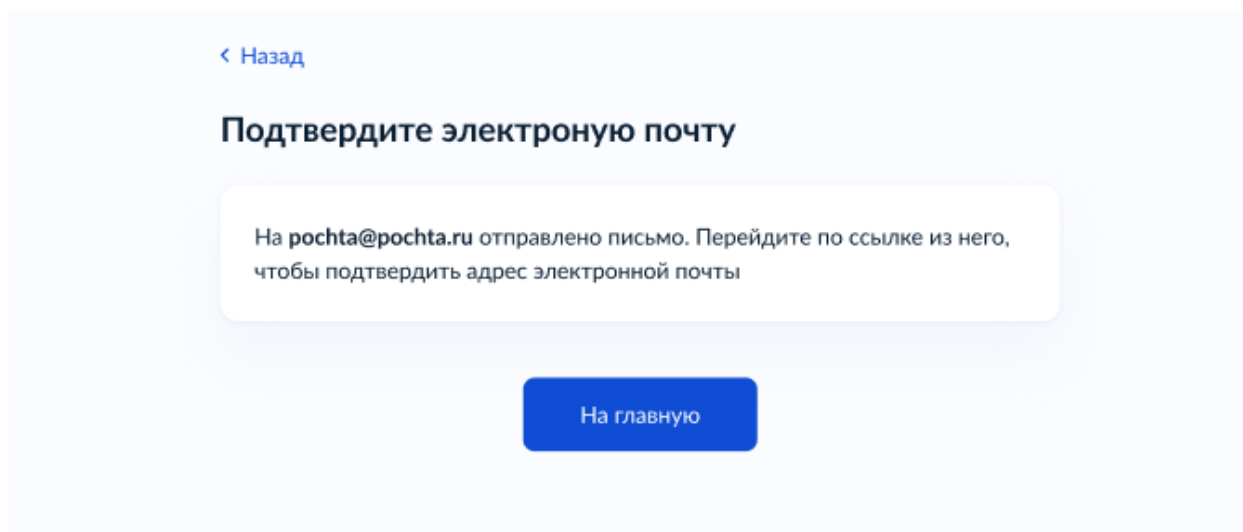 Назад
Подтвердите электроную почту
На pochta@pochta.ru отправлено письмо. Перейдите по ссылке из него,
чтобы подтвердить адрес электронной почты
На главную